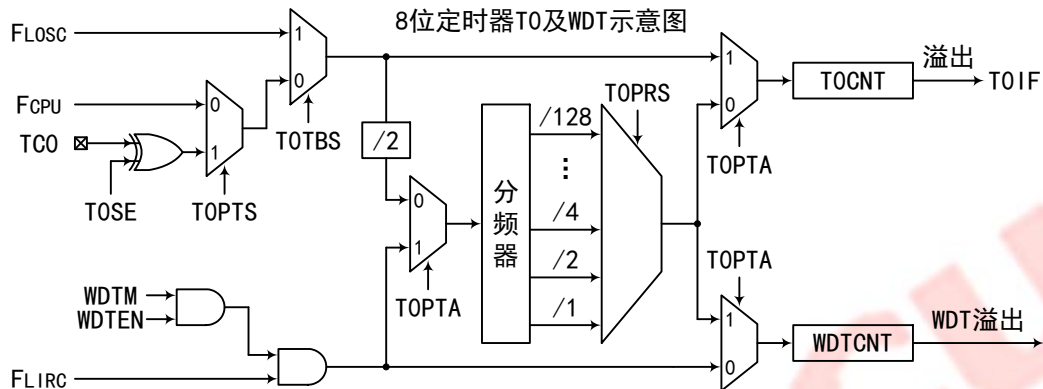 8位定时器T0及WDT示意图
FLOSC
1
0
T0TBS
FCPU
TC0
0
1
T0SE
T0PTS
/2
0
1
T0PTA
分频器
/128
⋮
/4
/2
/1
T0PRS
1
0
T0PTA
T0CNT
溢出
T0IF
WDTM
WDTEN
FLIRC
T0PTA
1
0
WDTCNT
WDT溢出